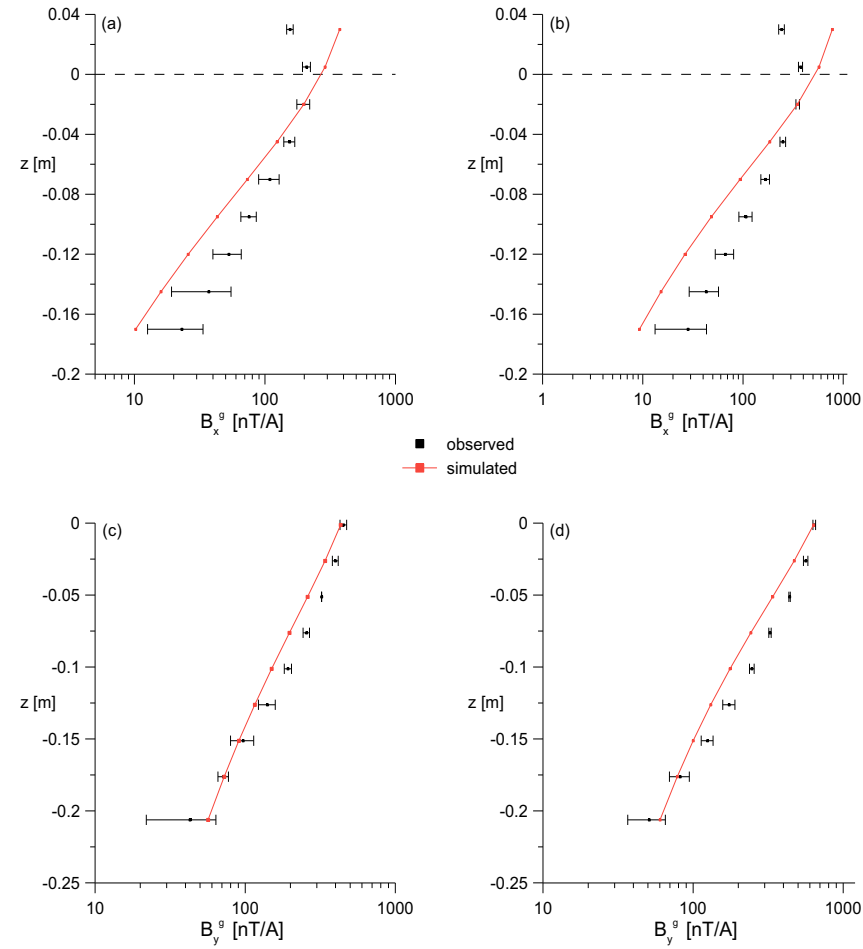 (a)
0.04
0
-0.04
-0.08
-0.12
-0.16
-0.2
z [m]
10
100
1000
B_x^g [nT/A]
(b)
0.04
0
-0.04
-0.08
-0.12
-0.16
-0.2
z [m]
1
10
100
1000
B_x^g [nT/A]
observed
simulated
(c)
0
-0.05
-0.1
-0.15
-0.2
-0.25
z [m]
10
100
1000
B_y^g [nT/A]
(d)
0
-0.05
-0.1
-0.15
-0.2
-0.25
z [m]
10
100
1000
B_y^g [nT/A]